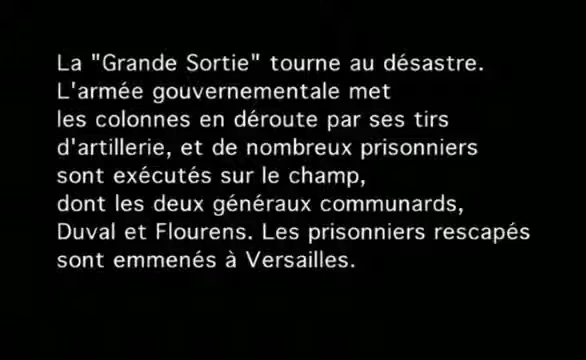 La "Grande Sortie" tourne au désastre.
L'armée gouvernementale met
les colonnes en déroute par ses tirs
d'artillerie, et de nombreux prisonniers
sont exécutés sur le champ,
dont les deux généraux communards,
Duval et Flourens. Les prisonniers rescapés
sont emmenés à Versailles.